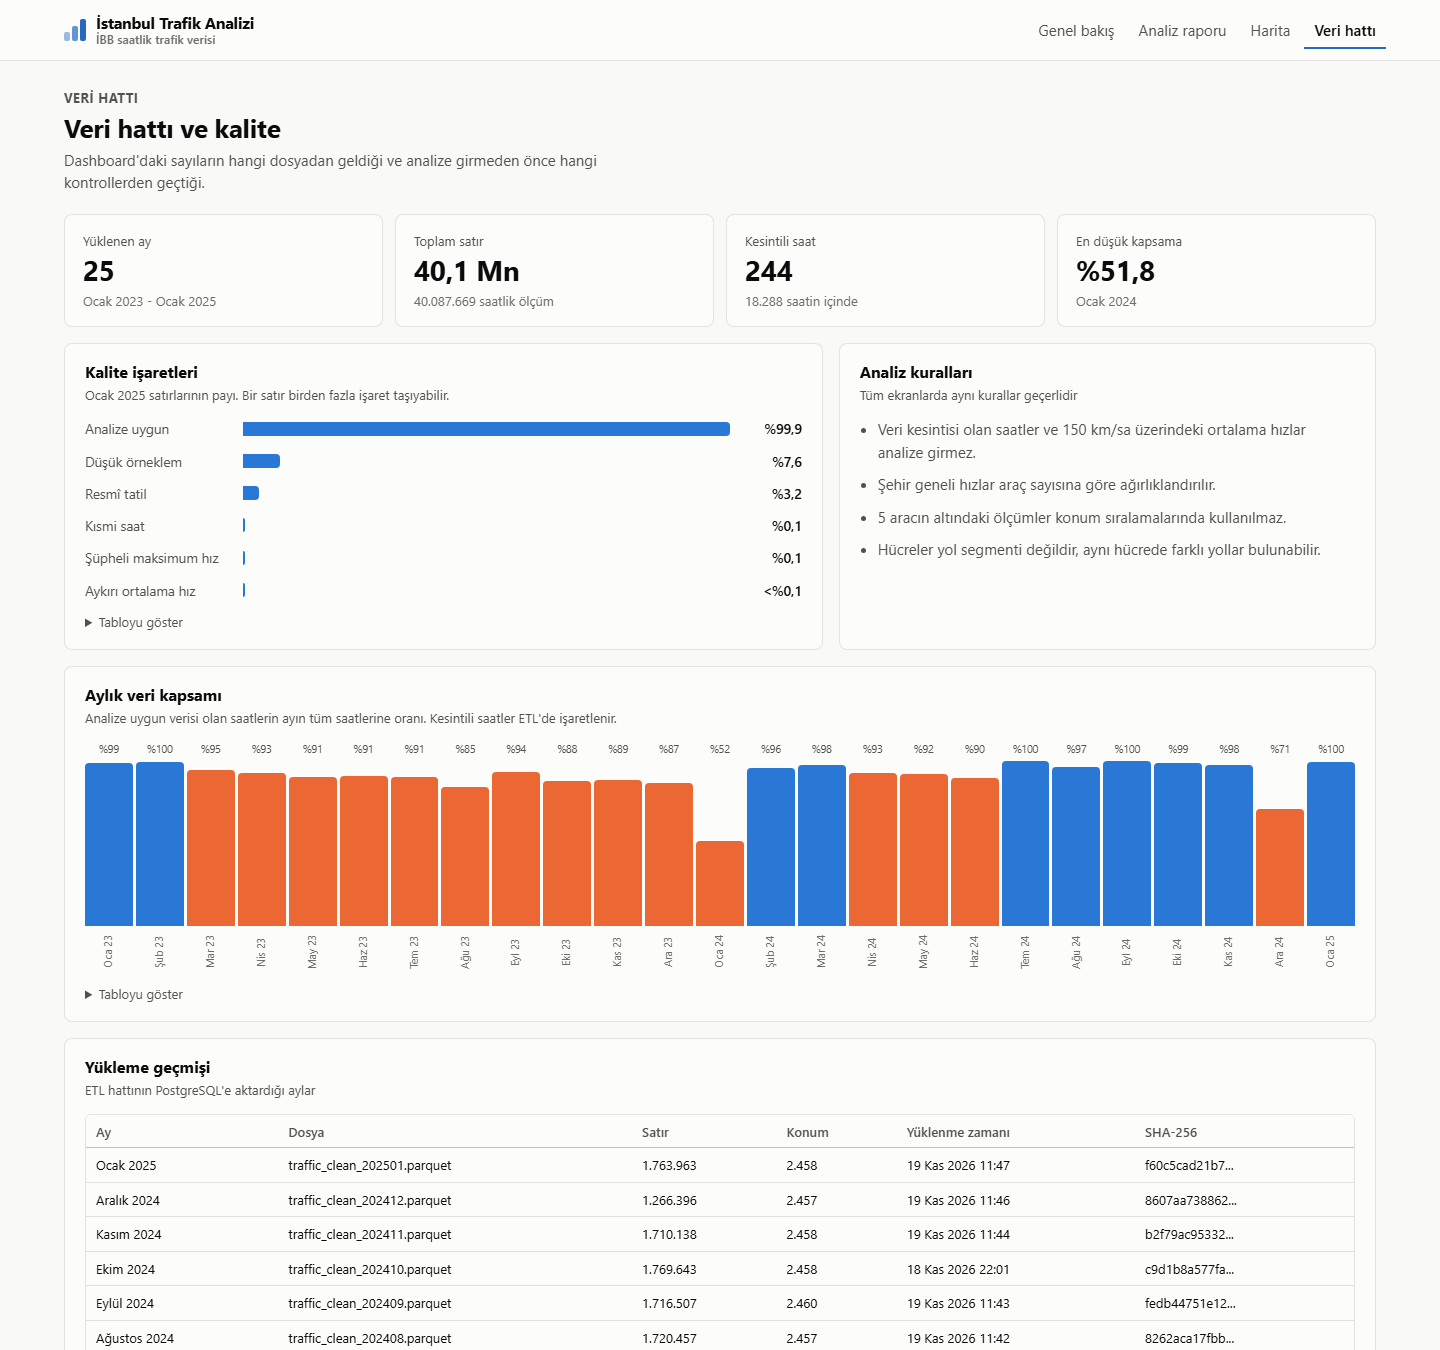 İstanbul Trafik Analizi
İBB saatlik trafik verisi
Genel bakış Analiz raporu Harita Veri hattı
VERİ HATTI
Veri hattı ve kalite
Dashboard'daki sayıların hangi dosyadan geldiği ve analize girmeden önce hangi
kontrollerden geçtiği.
Yüklenen ay
25
Ocak 2023 - Ocak 2025
Toplam satır
40,1 Mn
40.087.669 saatlik ölçüm
Kesintili saat
244
18.288 saatin içinde
En düşük kapsama
%51,8
Ocak 2024
Kalite işaretleri
Ocak 2025 satırlarının payı. Bir satır birden fazla işaret taşıyabilir.
Analize uygun %99,9
Düşük örneklem %7,6
Resmî tatil %3,2
Kısmi saat %0,1
Şüpheli maksimum hız %0,1
Aykırı ortalama hız <%0,1
Tabloyu göster
Analiz kuralları
Tüm ekranlarda aynı kurallar geçerlidir
• Veri kesintisi olan saatler ve 150 km/sa üzerindeki ortalama hızlar
analize girmez.
• Şehir geneli hızlar araç sayısına göre ağırlıklandırılır.
• 5 aracın altındaki ölçümler konum sıralamalarında kullanılmaz.
• Hücreler yol segmenti değildir, aynı hücrede farklı yollar bulunabilir.
Aylık veri kapsamı
Analize uygun verisi olan saatlerin ayın tüm saatlerine oranı. Kesintili saatler ETL'de işaretlenir.
%99 %100 %95 %93 %91 %91 %91 %85 %94 %88 %89 %87 %52 %96 %98 %93 %92 %90 %100 %97 %100 %99 %98 %71 %100
Oca 23 Şub 23 Mar 23 Nis 23 May 23 Haz 23 Tem 23 Ağu 23 Eyl 23 Eki 23 Kas 23 Ara 23 Oca 24 Şub 24 Mar 24 Nis 24 May 24 Haz 24 Tem 24 Ağu 24 Eyl 24 Eki 24 Kas 24 Ara 24 Oca 25
Tabloyu göster
Yükleme geçmişi
ETL hattının PostgreSQL'e aktardığı aylar
Ay Dosya Satır Konum Yüklenme zamanı SHA-256
Ocak 2025 traffic_clean_202501.parquet 1.763.963 2.458 19 Kas 2026 11:47 f60c5cad21b7...
Aralık 2024 traffic_clean_202412.parquet 1.266.396 2.457 19 Kas 2026 11:46 8607aa738862...
Kasım 2024 traffic_clean_202411.parquet 1.710.138 2.458 19 Kas 2026 11:44 b2f79ac95332...
Ekim 2024 traffic_clean_202410.parquet 1.769.643 2.458 18 Kas 2026 22:01 c9d1b8a577fa...
Eylül 2024 traffic_clean_202409.parquet 1.716.507 2.460 19 Kas 2026 11:43 fedb44751e12...
Ağustos 2024 traffic_clean_202408.parquet 1.720.457 2.457 19 Kas 2026 11:42 8262aca17fbb...